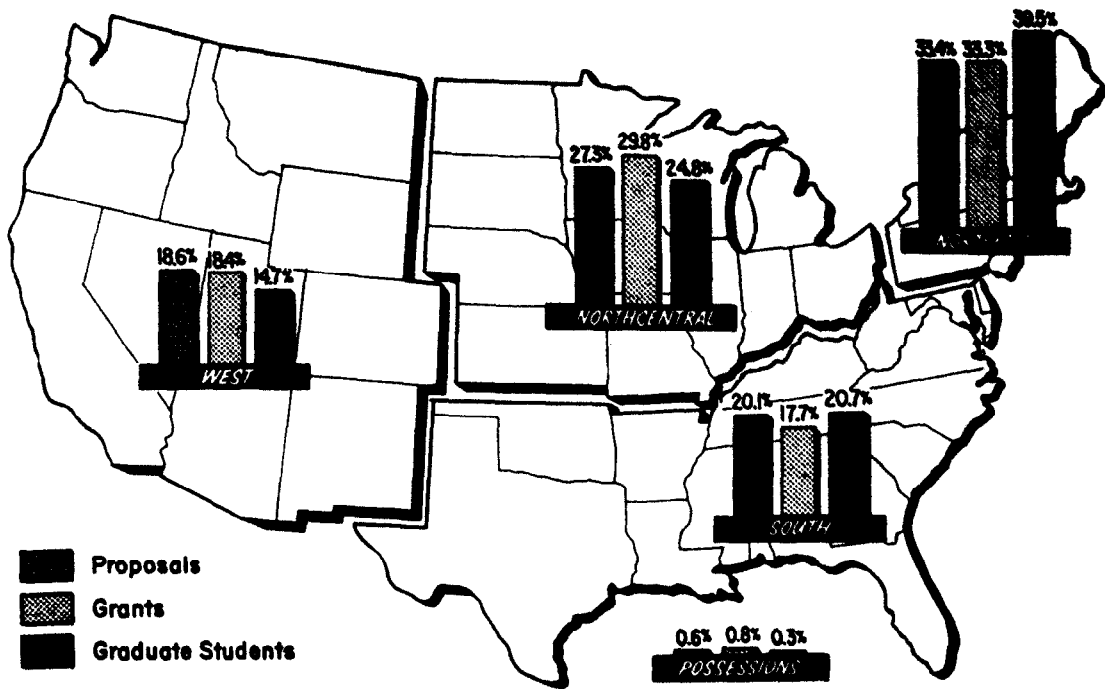 33.4% 33.3% 39.5%
27.3% 29.8% 24.8%
NORTHCENTRAL
18.6% 18.4% 14.7%
WEST
20.1% 17.7% 20.7%
SOUTH
Proposals
Grants
Graduate Students
0.6% 0.8% 0.3%
POSSESSIONS